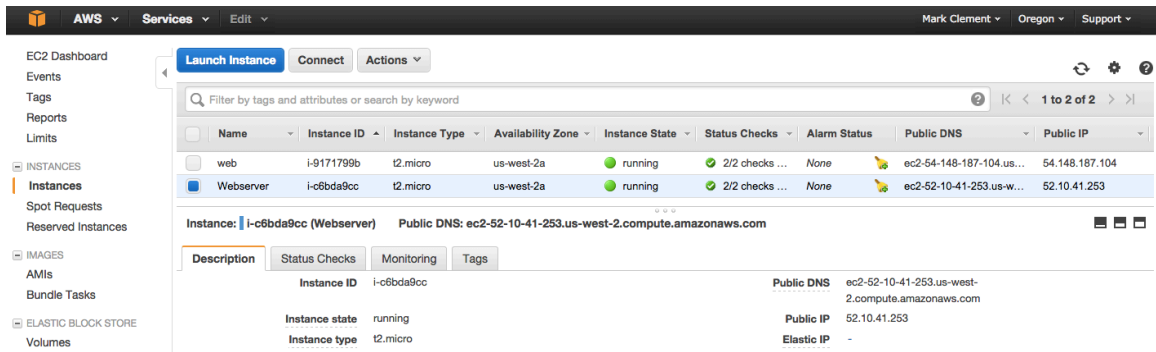 AWS Services Edit Mark Clement Oregon Support
EC2 Dashboard
Events
Tags
Reports
Limits
INSTANCES
Instances
Spot Requests
Reserved Instances
IMAGES
AMIs
Bundle Tasks
ELASTIC BLOCK STORE
Volumes
Launch Instance Connect Actions
Filter by tags and attributes or search by keyword 1 to 2 of 2
Name Instance ID Instance Type Availability Zone Instance State Status Checks Alarm Status Public DNS Public IP
web i-9171799b t2.micro us-west-2a running 2/2 checks ... None ec2-54-148-187-104.us... 54.148.187.104
Webserver i-c6bda9cc t2.micro us-west-2a running 2/2 checks ... None ec2-52-10-41-253.us-w... 52.10.41.253
Instance: i-c6bda9cc (Webserver) Public DNS: ec2-52-10-41-253.us-west-2.compute.amazonaws.com
Description Status Checks Monitoring Tags
Instance ID i-c6bda9cc Public DNS ec2-52-10-41-253.us-west-
2.compute.amazonaws.com
Instance state running Public IP 52.10.41.253
Instance type t2.micro Elastic IP -